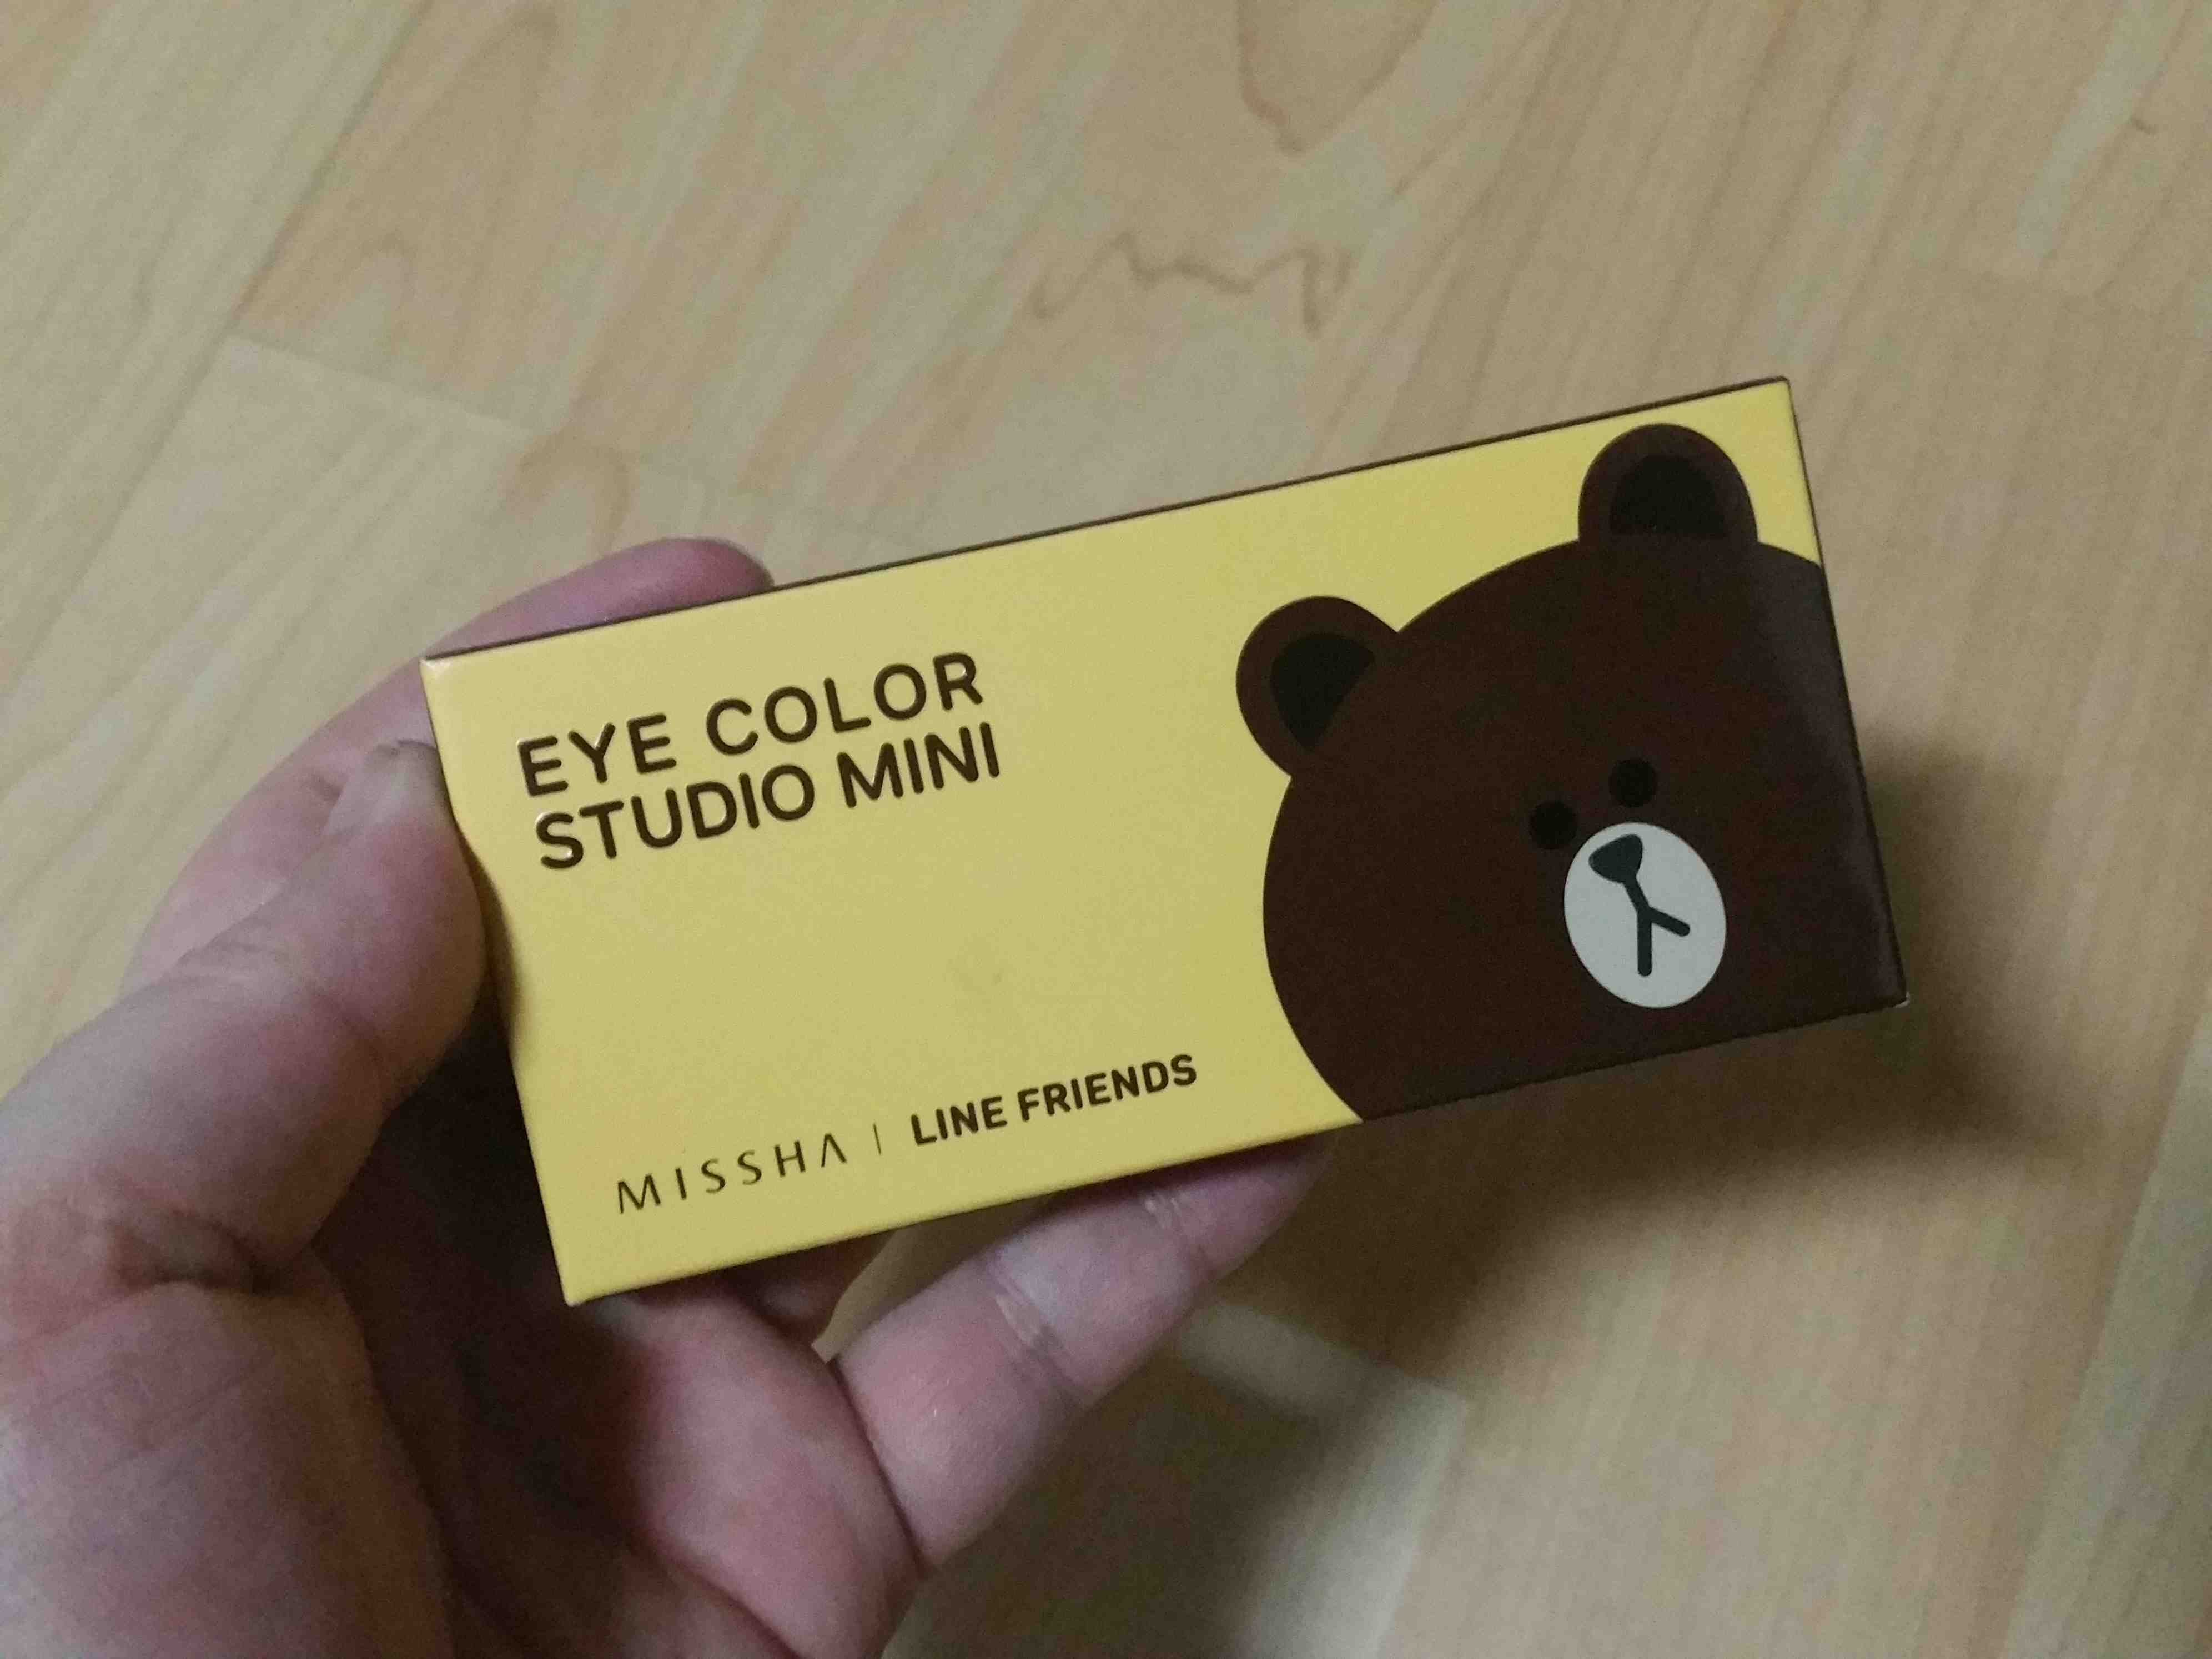 EYE COLOR
STUDIO MINI
MISSHA | LINE FRIENDS